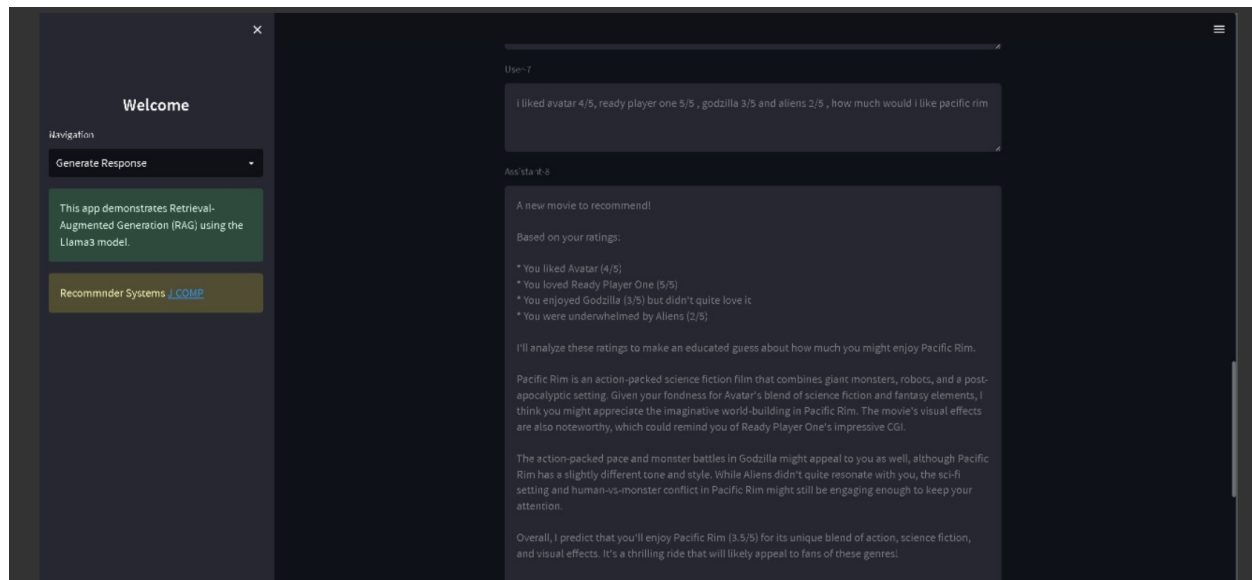 Welcome
Navigation
Generate Response
This app demonstrates Retrieval-
Augmented Generation (RAG) using the
Llama3 model.
Recommnder Systems J COMP
User-7
i liked avatar 4/5, ready player one 5/5 , godzilla 3/5 and aliens 2/5 , how much would i like pacific rim
Assistant-8
A new movie to recommend!
Based on your ratings:
* You liked Avatar (4/5)
* You loved Ready Player One (5/5)
* You enjoyed Godzilla (3/5) but didn't quite love it
* You were underwhelmed by Aliens (2/5)
I'll analyze these ratings to make an educated guess about how much you might enjoy Pacific Rim.
Pacific Rim is an action-packed science fiction film that combines giant monsters, robots, and a post-
apocalyptic setting. Given your fondness for Avatar's blend of science fiction and fantasy elements, I
think you might appreciate the imaginative world-building in Pacific Rim. The movie's visual effects
are also noteworthy, which could remind you of Ready Player One's impressive CGI.
The action-packed pace and monster battles in Godzilla might appeal to you as well, although Pacific
Rim has a slightly different tone and style. While Aliens didn't quite resonate with you, the sci-fi
setting and human-vs-monster conflict in Pacific Rim might still be engaging enough to keep your
attention.
Overall, I predict that you'll enjoy Pacific Rim (3.5/5) for its unique blend of action, science fiction,
and visual effects. It's a thrilling ride that will likely appeal to fans of these genres!